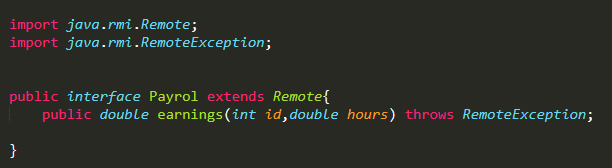 import java.rmi.Remote;
import java.rmi.RemoteException;
public interface Payrol extends Remote{
public double earnings(int id,double hours) throws RemoteException;
}